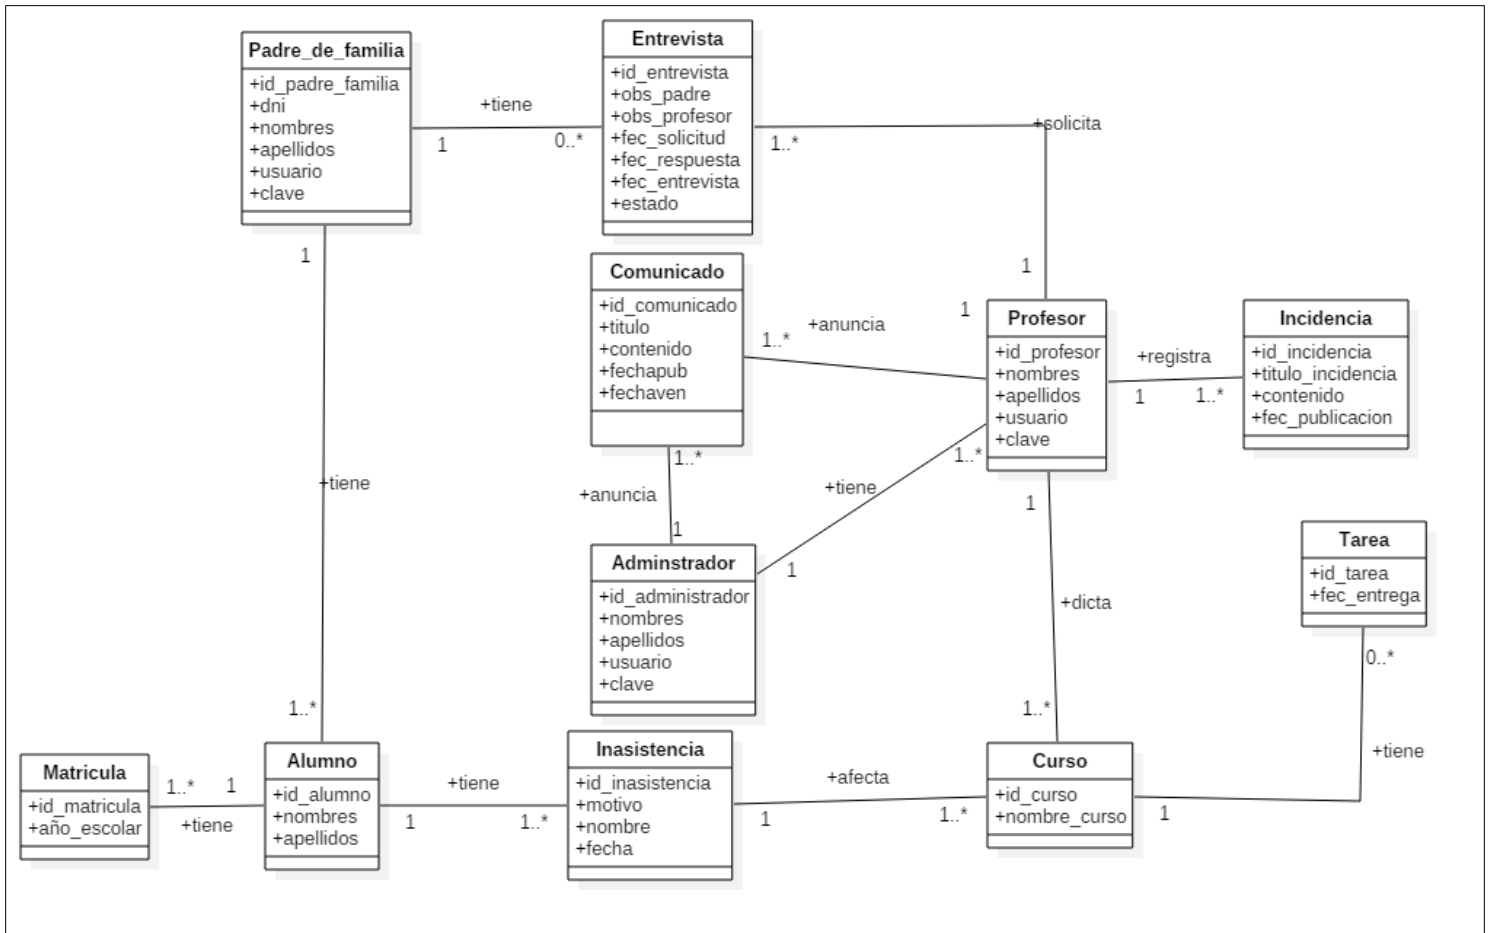 Padre_de_familia
+id_padre_familia
+dni
+nombres
+apellidos
+usuario
+clave
+tiene
1
0..*
Entrevista
+id_entrevista
+obs_padre
+obs_profesor
+fec_solicitud
+fec_respuesta
+fec_entrevista
+estado
1..*
+solicita
1
1
Comunicado
+id_comunicado
+titulo
+contenido
+fechapub
+fechaven
1..*
+anuncia
1
Profesor
+id_profesor
+nombres
+apellidos
+usuario
+clave
+registra
1
1..*
Incidencia
+id_incidencia
+titulo_incidencia
+contenido
+fec_publicacion
1..*
+anuncia
1
1..*
+tiene
1
Adminstrador
+id_administrador
+nombres
+apellidos
+usuario
+clave
+tiene
1..*
1
+dicta
1..*
Tarea
+id_tarea
+fec_entrega
0..*
+tiene
1
Matricula
+id_matricula
+año_escolar
1..*
1
+tiene
Alumno
+id_alumno
+nombres
+apellidos
+tiene
1
1..*
Inasistencia
+id_inasistencia
+motivo
+nombre
+fecha
+afecta
1
1..*
Curso
+id_curso
+nombre_curso